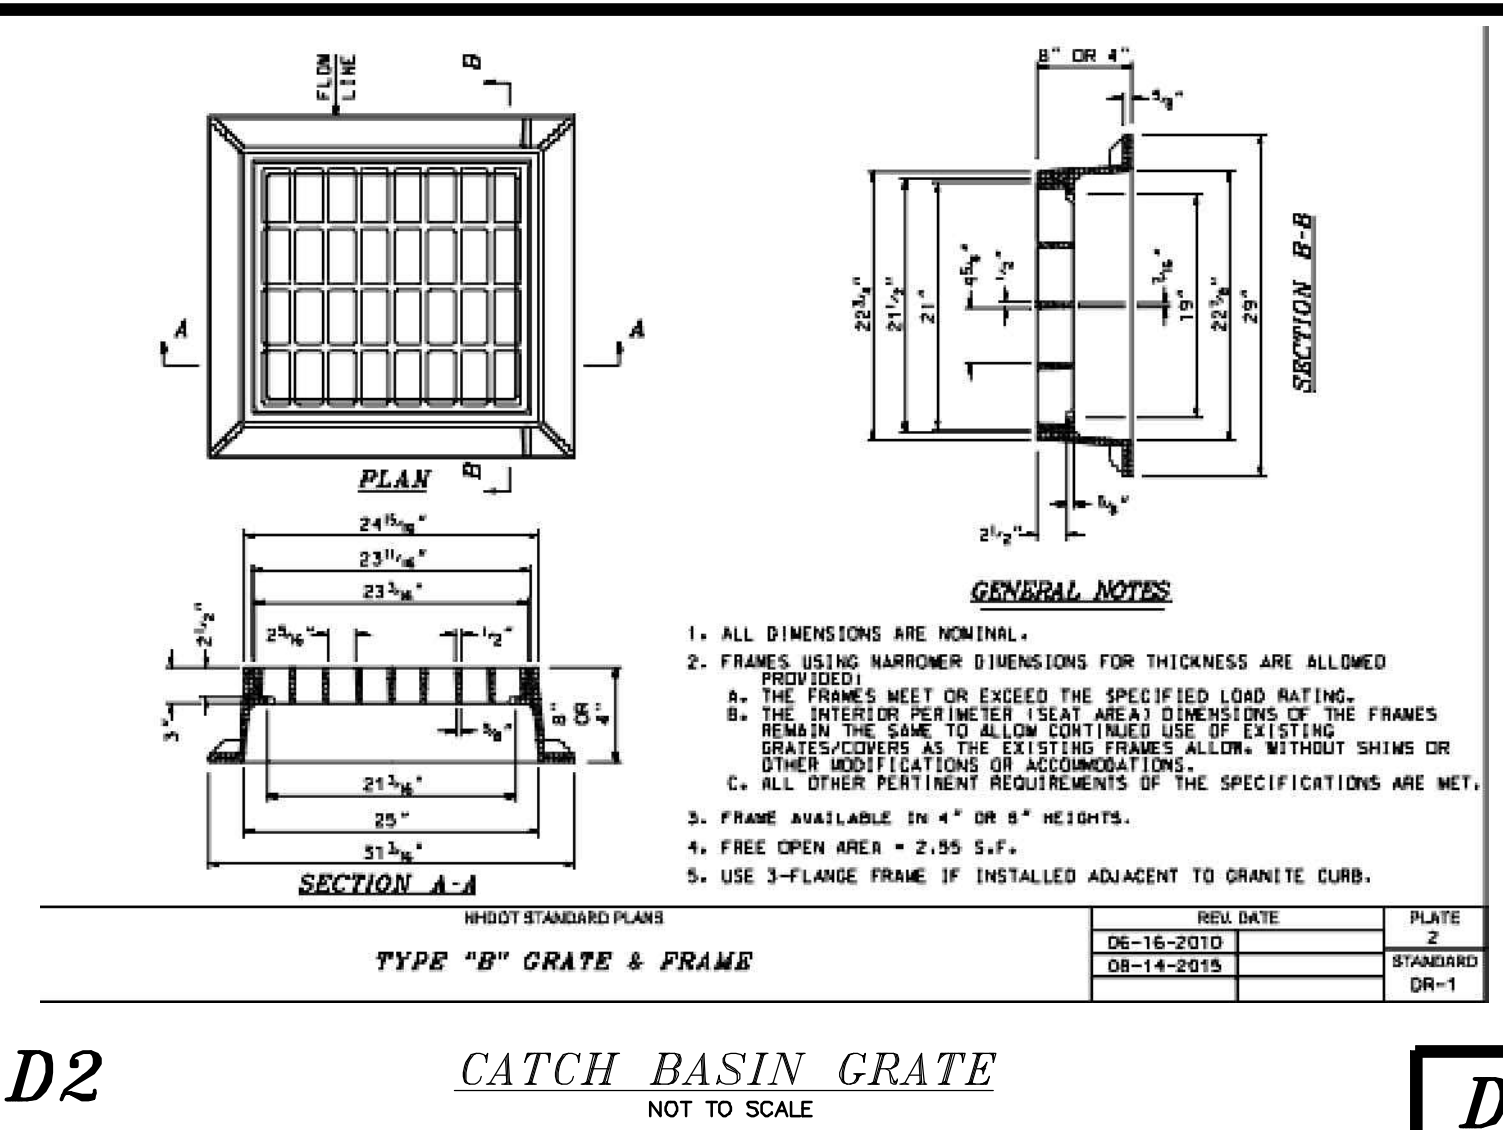 FLOW
LINE
B
A
A
B
PLAN
24 15/16"
23 11/16"
23 3/16"
2 1/2"
2 5/16"
1/2"
3"
3/8"
8"
OR
4"
21 3/16"
25"
31 3/16"
SECTION A-A
8" OR 4"
5/8"
22 3/4"
21 1/2"
21"
1/2"
19"
29"
SECTION B-B
5/8"
2 1/2"
GENERAL NOTES
1. ALL DIMENSIONS ARE NOMINAL.
2. FRAMES USING NARROWER DIMENSIONS FOR THICKNESS ARE ALLOWED
PROVIDED:
A. THE FRAMES MEET OR EXCEED THE SPECIFIED LOAD RATING.
B. THE INTERIOR PERIMETER (SEAT AREA) DIMENSIONS OF THE FRAMES
REMAIN THE SAME TO ALLOW CONTINUED USE OF EXISTING
GRATES/COVERS AS THE EXISTING FRAMES ALLOW. WITHOUT SHIMS OR
OTHER MODIFICATIONS OR ACCOMMODATIONS.
C. ALL OTHER PERTINENT REQUIREMENTS OF THE SPECIFICATIONS ARE MET.
3. FRAME AVAILABLE IN 4" OR 8" HEIGHTS.
4. FREE OPEN AREA = 2.55 S.F.
5. USE 3-FLANGE FRAME IF INSTALLED ADJACENT TO GRANITE CURB.
NHDOT STANDARD PLANS
TYPE "B" GRATE & FRAME
REV. DATE
06-16-2010
08-14-2015
PLATE
2
STANDARD
DR-1
D2
CATCH BASIN GRATE
NOT TO SCALE
D